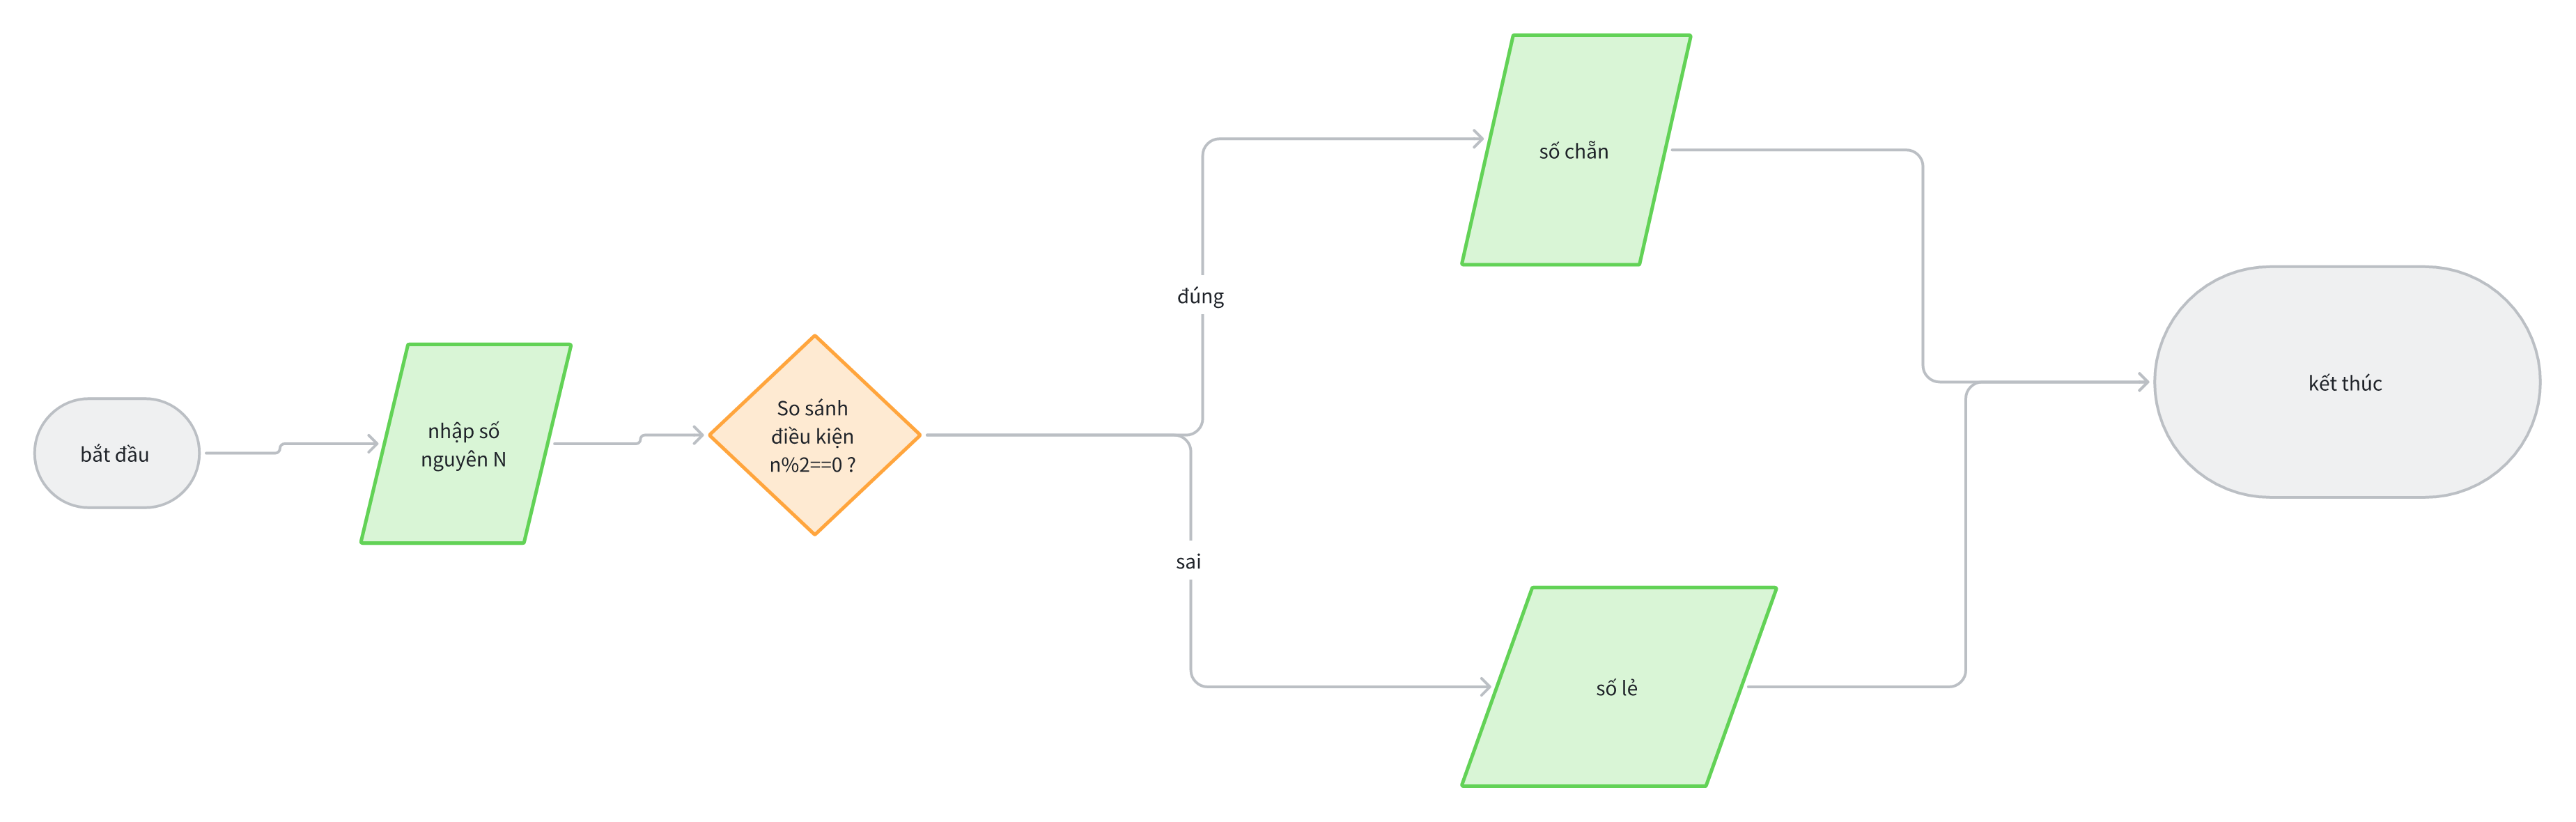 bắt đầu
nhập số
nguyên N
So sánh
điều kiện
n%2==0 ?
đúng
sai
số chẵn
số lẻ
kết thúc